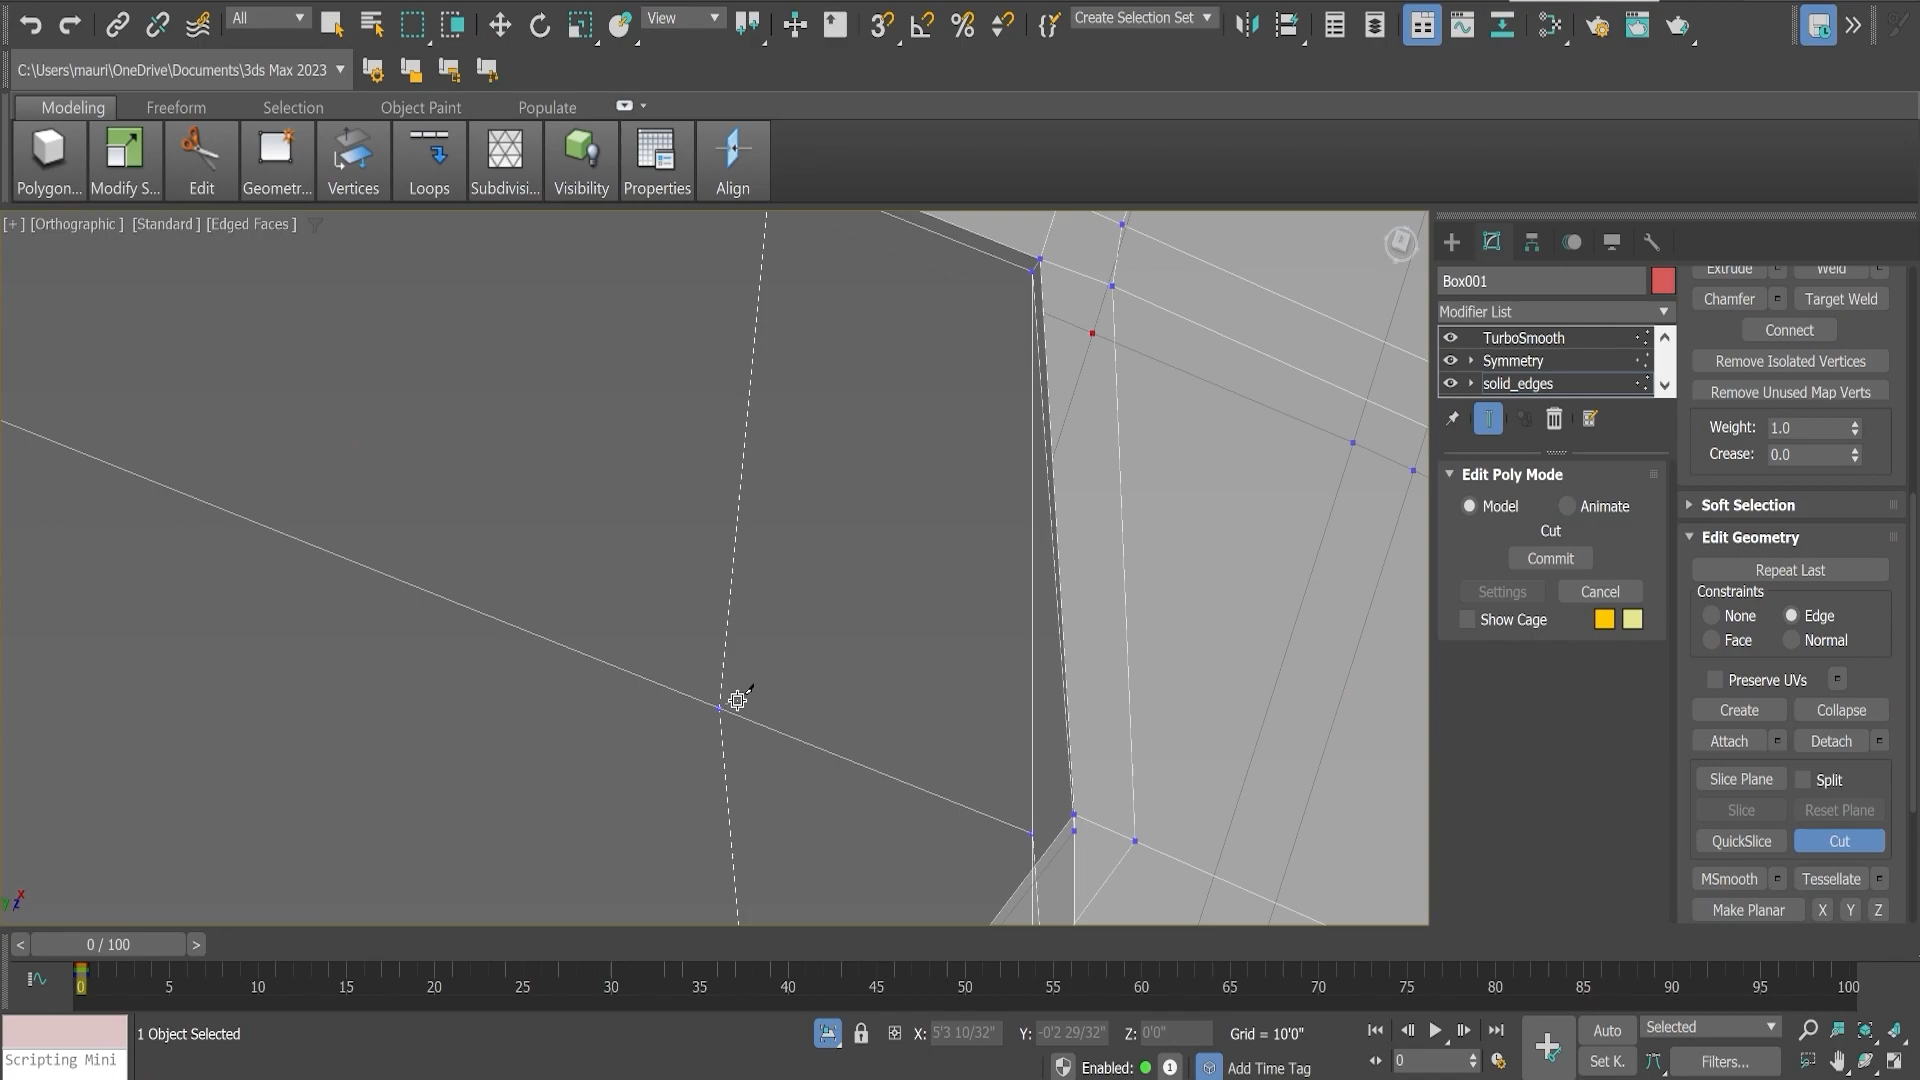 All
View
Create Selection Set
C:\Users\mauri\OneDrive\Documents\3ds Max 2023
Modeling Freeform Selection Object Paint Populate
Polygon... Modify S... Edit Geometr... Vertices Loops Subdivisi... Visibility Properties Align
[+] [Orthographic ] [Standard ] [Edged Faces ]
Box001
Modifier List
TurboSmooth
Symmetry
solid_edges
Edit Poly Mode
Model Animate
Cut
Commit
Settings Cancel
Show Cage
Extrude Weld
Chamfer Target Weld
Connect
Remove Isolated Vertices
Remove Unused Map Verts
Weight: 1.0
Crease: 0.0
Soft Selection
Edit Geometry
Repeat Last
Constraints
None Edge
Face Normal
Preserve UVs
Create Collapse
Attach Detach
Slice Plane Split
Slice Reset Plane
QuickSlice Cut
MSmooth Tessellate
Make Planar X Y Z
x
y z
< 0 / 100 >
0 5 10 15 20 25 30 35 40 45 50 55 60 65 70 75 80 85 90 95 100
1 Object Selected
X: 5'3 10/32" Y: -0'2 29/32" Z: 0'0" Grid = 10'0"
Auto Selected
Scripting Mini
Enabled: 1 Add Time Tag
0
Set K. Filters...